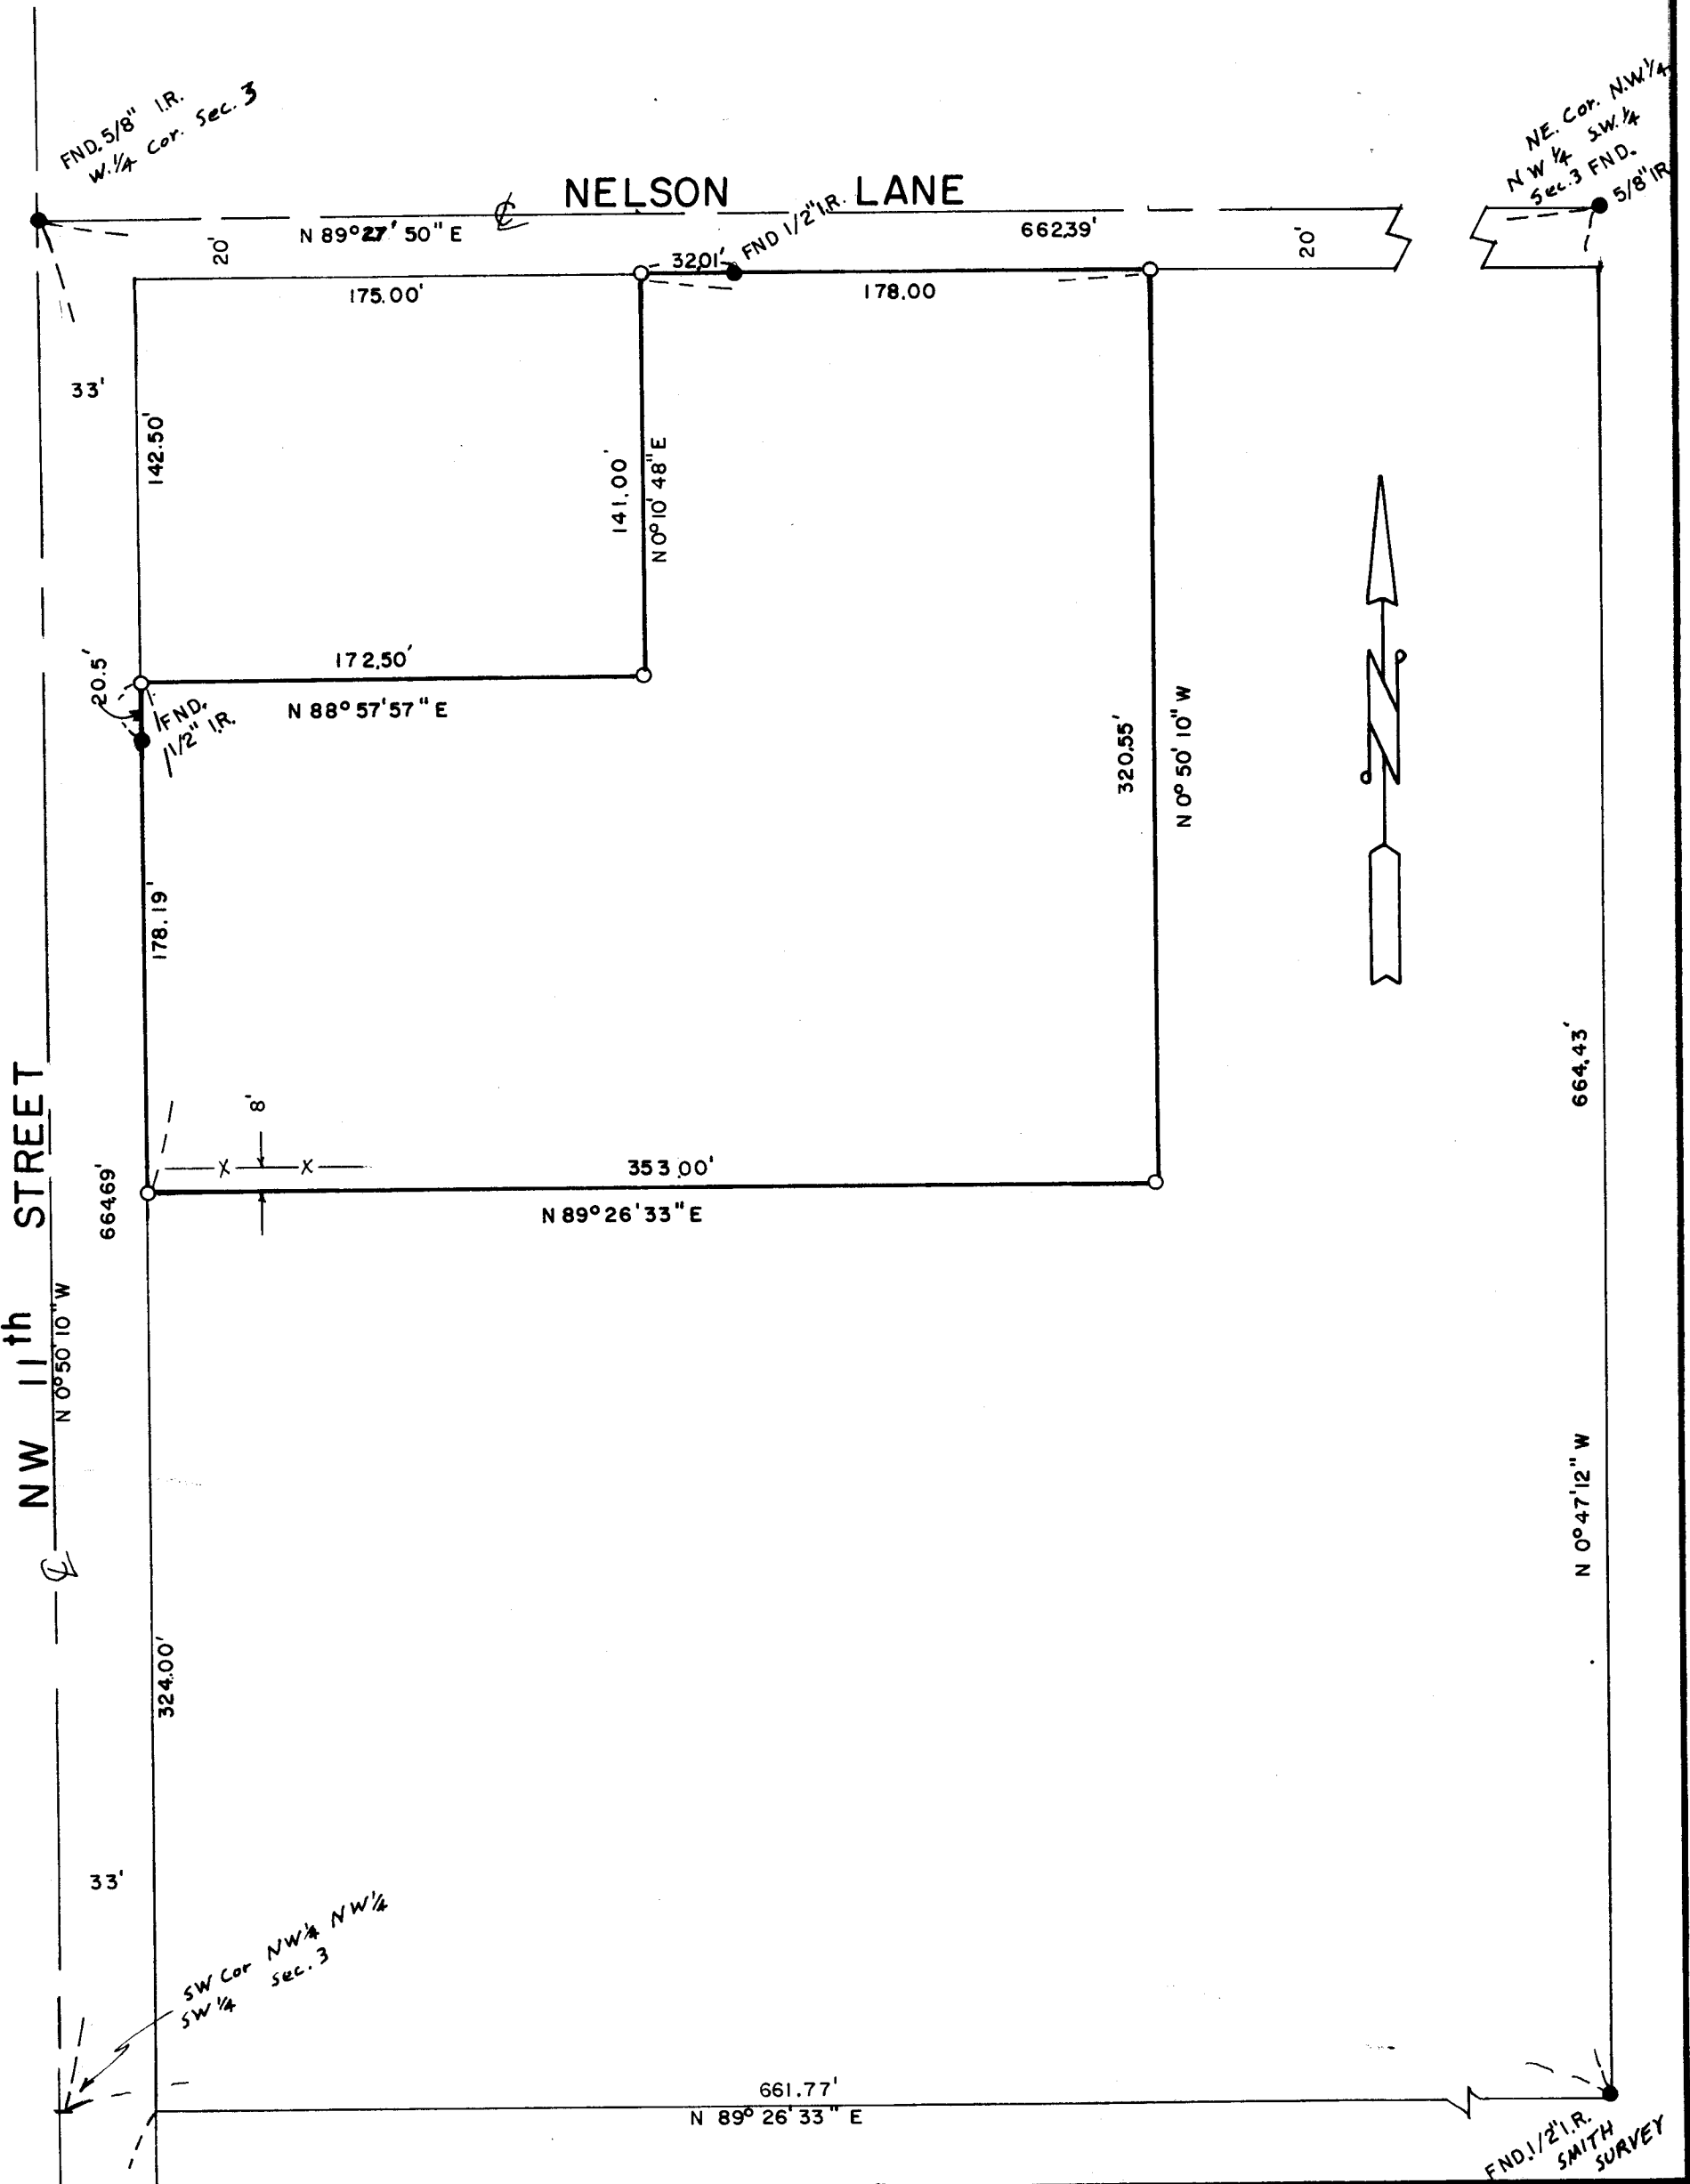 FND. 5/8" I.R.
W. 1/4 Cor. Sec. 3
NE. Cor. N.W. 1/4
N W 1/4 S.W. 1/4
Sec. 3 FND.
5/8" IR
NELSON LANE
℄
N 89° 27' 50" E
662.39'
20'
20'
32.01'
FND 1/2" I.R.
175.00'
178.00
33'
142.50'
141.00'
N 0° 10' 48" E
172.50'
N 88° 57' 57" E
20.5'
FND.
1/2" I.R.
320.55'
N 0° 50' 10" W
N
178.19'
8'
X X
353.00'
N 89° 26' 33" E
664.69'
NW 11th STREET
N 0° 50' 10" W
℄
664.43'
N 0° 47' 12" W
324.00'
33'
SW Cor NW 1/4 NW 1/4
SW 1/4 Sec. 3
661.77'
N 89° 26' 33" E
FND. 1/2" I.R.
SMITH
SURVEY